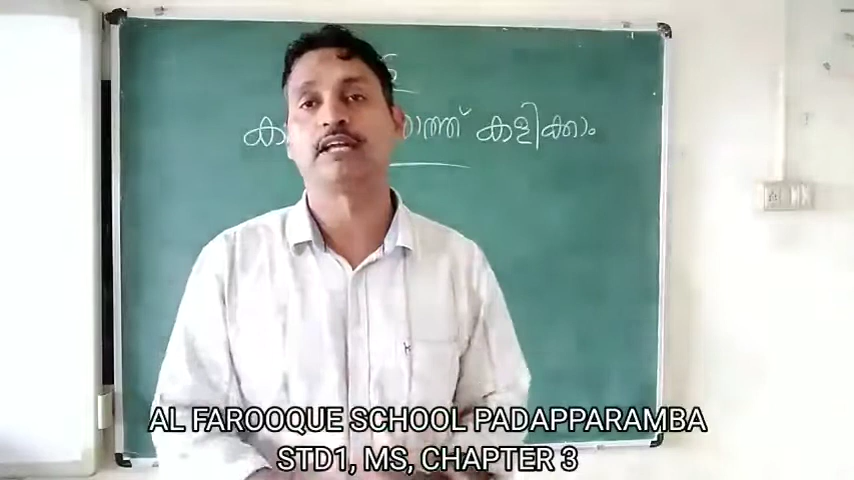 കളിക്കാം
AL FAROOQUE SCHOOL PADAPPARAMBA
STD1, MS, CHAPTER 3